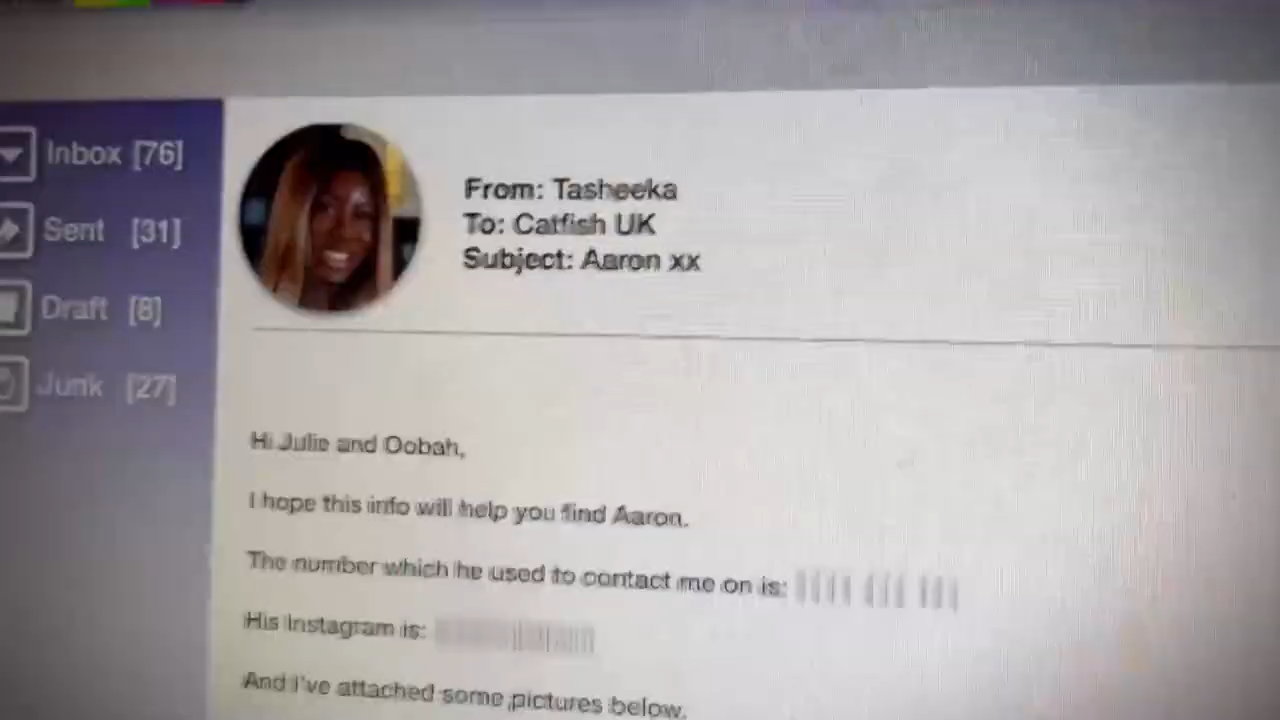 Inbox [76]
Sent [31]
Draft [8]
Junk [27]
From: Tasheeka
To: Catfish UK
Subject: Aaron xx
Hi Julie and Oobah,
I hope this info will help you find Aaron.
The number which he used to contact me on is:
His Instagram is:
And I've attached some pictures below.